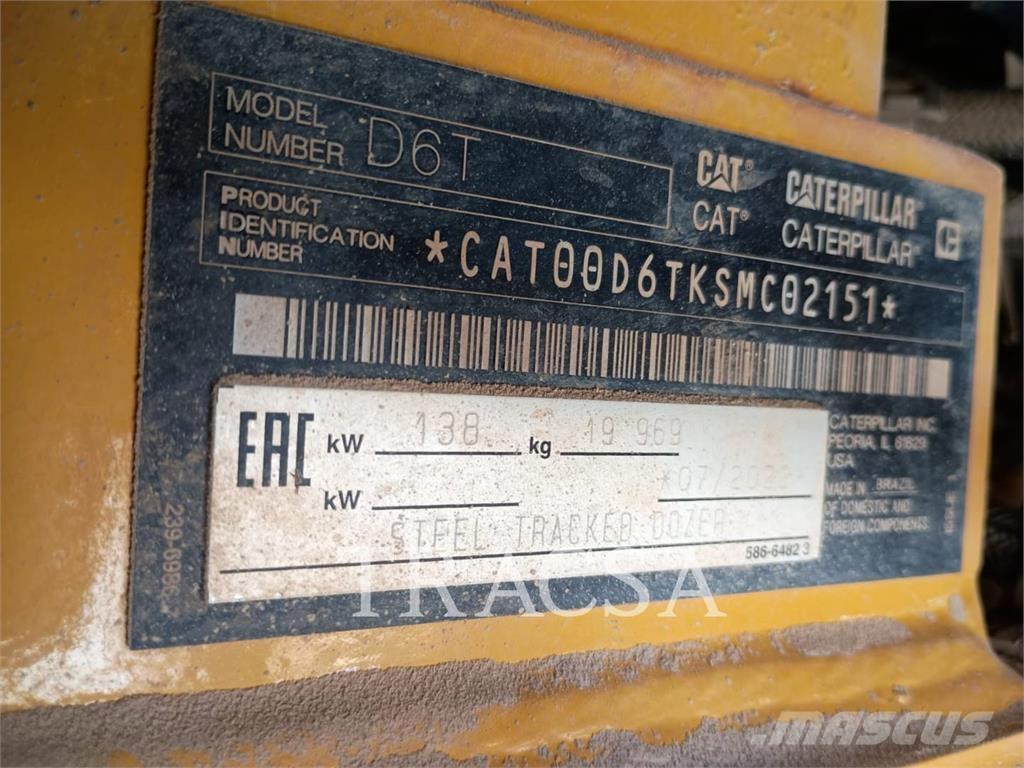 MODEL NUMBER D6T
CAT® CATERPILLAR
CAT® CATERPILLAR
PRODUCT IDENTIFICATION NUMBER *CAT00D6TKSMC02151*
EAC kW 138 kg 19 969
kW *07/2022
STEEL TRACKED DOZER
586-6482 3
CATERPILLAR INC.
PEORIA, IL 61629
USA
MADE IN BRAZIL
OF DOMESTIC AND
FOREIGN COMPONENTS.
TRACSA
MASCUS